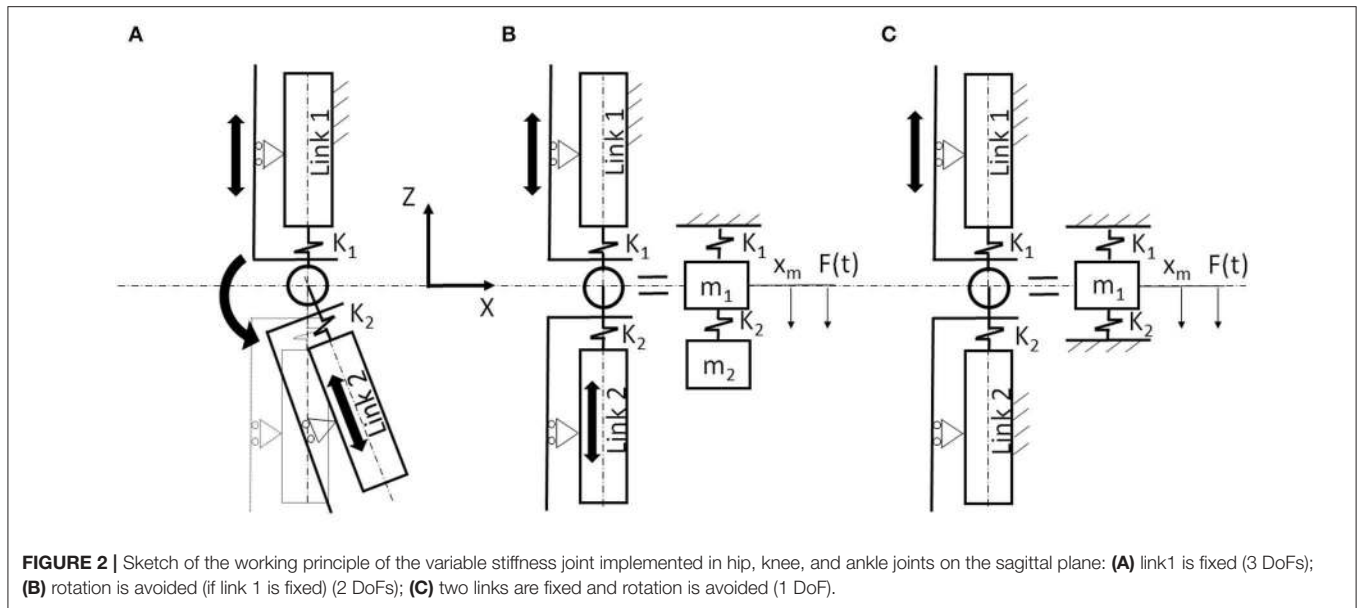 A
B
C
Link 1
K1
Z
X
K2
Link 2
Link 1
K1
K1
xm
F(t)
m1
K2
K2
m2
Link 2
Link 1
K1
K1
xm
F(t)
m1
K2
K2
Link 2
FIGURE 2 | Sketch of the working principle of the variable stiffness joint implemented in hip, knee, and ankle joints on the sagittal plane: (A) link1 is fixed (3 DoFs);
(B) rotation is avoided (if link 1 is fixed) (2 DoFs); (C) two links are fixed and rotation is avoided (1 DoF).